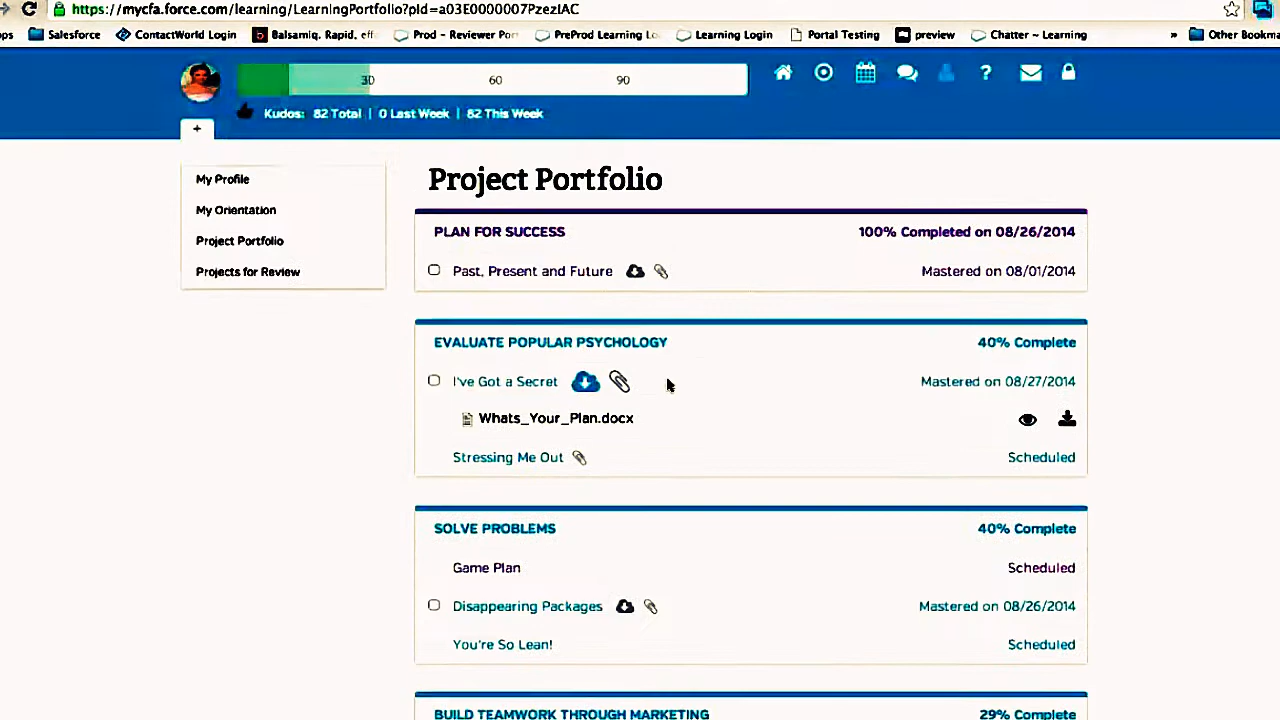 https://mycfa.force.com/learning/LearningPortfolio?pId=a03E0000007PzezIAC
ps Salesforce ContactWorld Login Balsamiq. Rapid, eff Prod - Reviewer Por PreProd Learning Lo Learning Login Portal Testing preview Chatter ~ Learning » Other Bookma
30 60 90
Kudos: 82 Total | 0 Last Week | 82 This Week
+
My Profile
My Orientation
Project Portfolio
Projects for Review
Project Portfolio
PLAN FOR SUCCESS 100% Completed on 08/26/2014
Past, Present and Future Mastered on 08/01/2014
EVALUATE POPULAR PSYCHOLOGY 40% Complete
I've Got a Secret Mastered on 08/27/2014
Whats_Your_Plan.docx
Stressing Me Out Scheduled
SOLVE PROBLEMS 40% Complete
Game Plan Scheduled
Disappearing Packages Mastered on 08/26/2014
You're So Lean! Scheduled
BUILD TEAMWORK THROUGH MARKETING 29% Complete